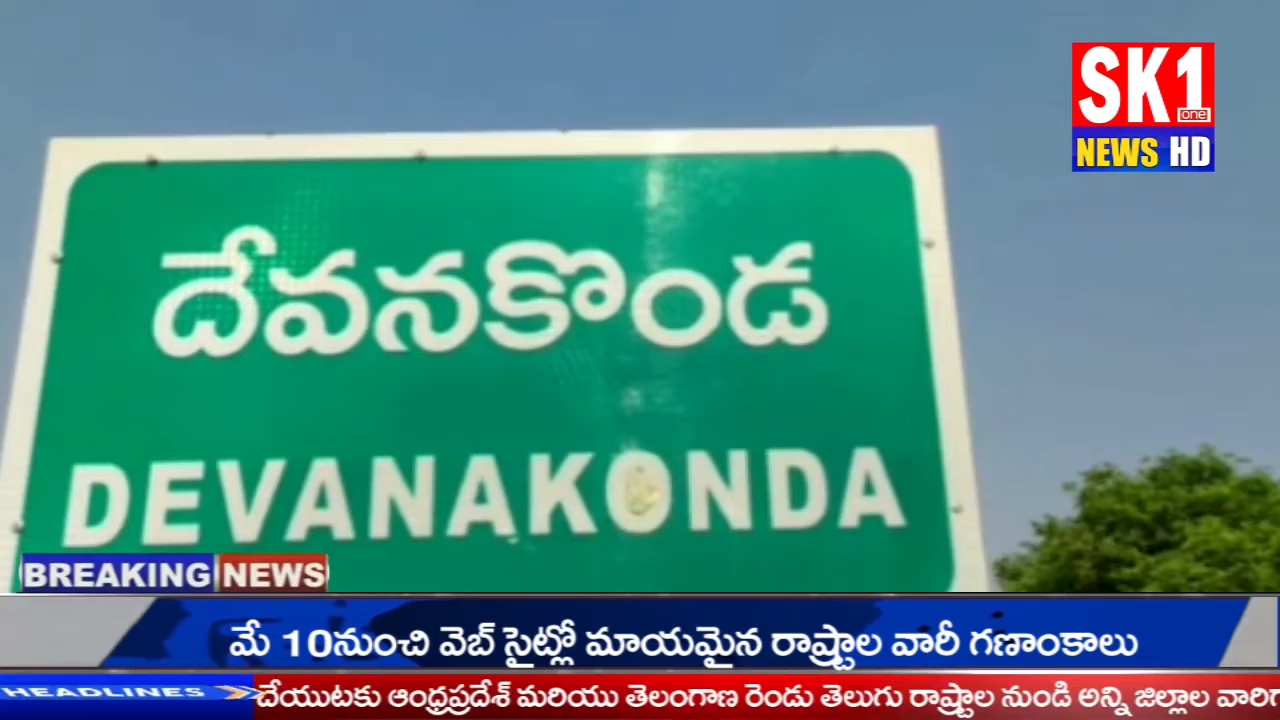 SK1
one
NEWS HD
దేవనకొండ
DEVANAKONDA
BREAKING NEWS
మే 10నుంచి వెబ్ సైట్లో మాయమైన రాష్ట్రాల వారీ గణాంకాలు
HEADLINES
చేయుటకు ఆంధ్రప్రదేశ్ మరియు తెలంగాణ రెండు తెలుగు రాష్ట్రాల నుండి అన్ని జిల్లాల